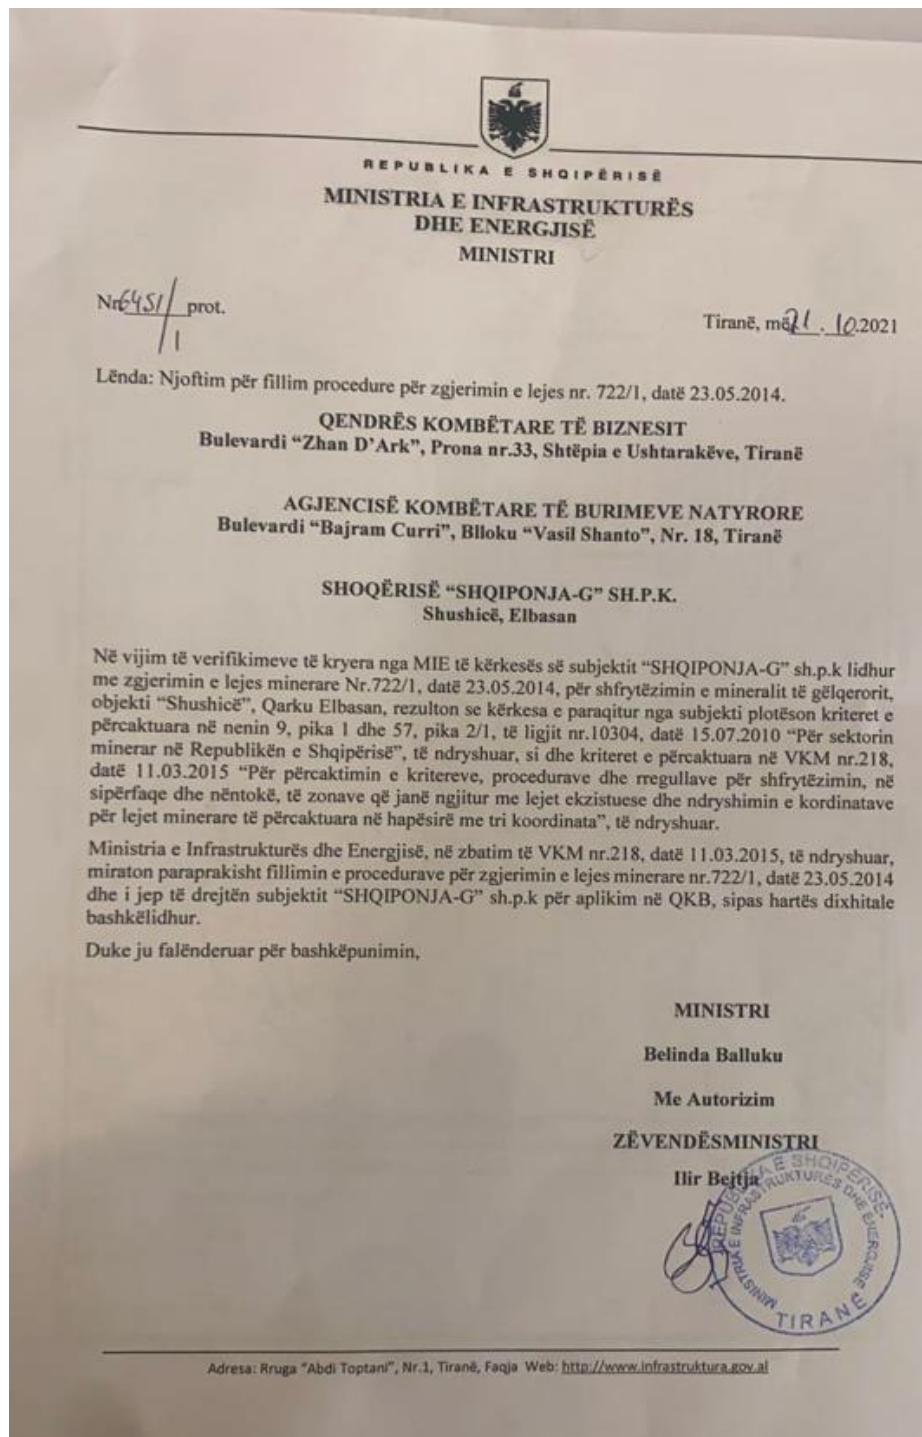 REPUBLIKA E SHQIPËRISË
MINISTRIA E INFRASTRUKTURËS
DHE ENERGJISË
MINISTRI
Nr 6451/1 prot.
Tiranë, më 21.10.2021
Lënda: Njoftim për fillim procedure për zgjerimin e lejes nr. 722/1, datë 23.05.2014.
QENDRËS KOMBËTARE TË BIZNESIT
Bulevardi “Zhan D’Ark”, Prona nr.33, Shtëpia e Ushtarakëve, Tiranë
AGJENCISË KOMBËTARE TË BURIMEVE NATYRORE
Bulevardi “Bajram Curri”, Blloku “Vasil Shanto”, Nr. 18, Tiranë
SHOQËRISË “SHQIPONJA-G” SH.P.K.
Shushicë, Elbasan
Në vijim të verifikimeve të kryera nga MIE të kërkesës së subjektit “SHQIPONJA-G” sh.p.k lidhur
me zgjerimin e lejes minerare Nr.722/1, datë 23.05.2014, për shfrytëzimin e mineralit të gëlqerorit,
objekti “Shushicë”, Qarku Elbasan, rezulton se kërkesa e paraqitur nga subjekti plotëson kriteret e
përcaktuara në nenin 9, pika 1 dhe 57, pika 2/1, të ligjit nr.10304, datë 15.07.2010 “Për sektorin
minerar në Republikën e Shqipërisë”, të ndryshuar, si dhe kriteret e përcaktuara në VKM nr.218,
datë 11.03.2015 “Për përcaktimin e kritereve, procedurave dhe rregullave për shfrytëzimin, në
sipërfaqe dhe nëntokë, të zonave që janë ngjitur me lejet ekzistuese dhe ndryshimin e kordinatave
për lejet minerare të përcaktuara në hapësirë me tri koordinata”, të ndryshuar.
Ministria e Infrastrukturës dhe Energjisë, në zbatim të VKM nr.218, datë 11.03.2015, të ndryshuar,
miraton paraprakisht fillimin e procedurave për zgjerimin e lejes minerare nr.722/1, datë 23.05.2014
dhe i jep të drejtën subjektit “SHQIPONJA-G” sh.p.k për aplikim në QKB, sipas hartës dixhitale
bashkëlidhur.
Duke ju falënderuar për bashkëpunimin,
MINISTRI
Belinda Balluku
Me Autorizim
ZËVENDËSMINISTRI
Ilir Bejtja
REPUBLIKA E SHQIPËRISË
MINISTRIA E INFRASTRUKTURËS DHE ENERGJISË
TIRANË
Adresa: Rruga “Abdi Toptani”, Nr.1, Tiranë, Faqja Web: http://www.infrastruktura.gov.al